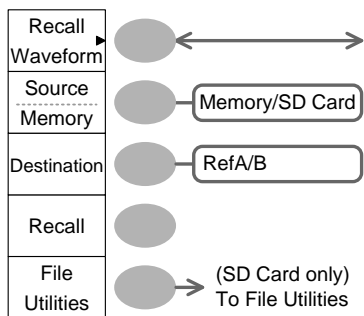 Recall
Waveform
Source
Memory
Memory/SD Card
Destination
RefA/B
Recall
File
Utilities
(SD Card only)
To File Utilities